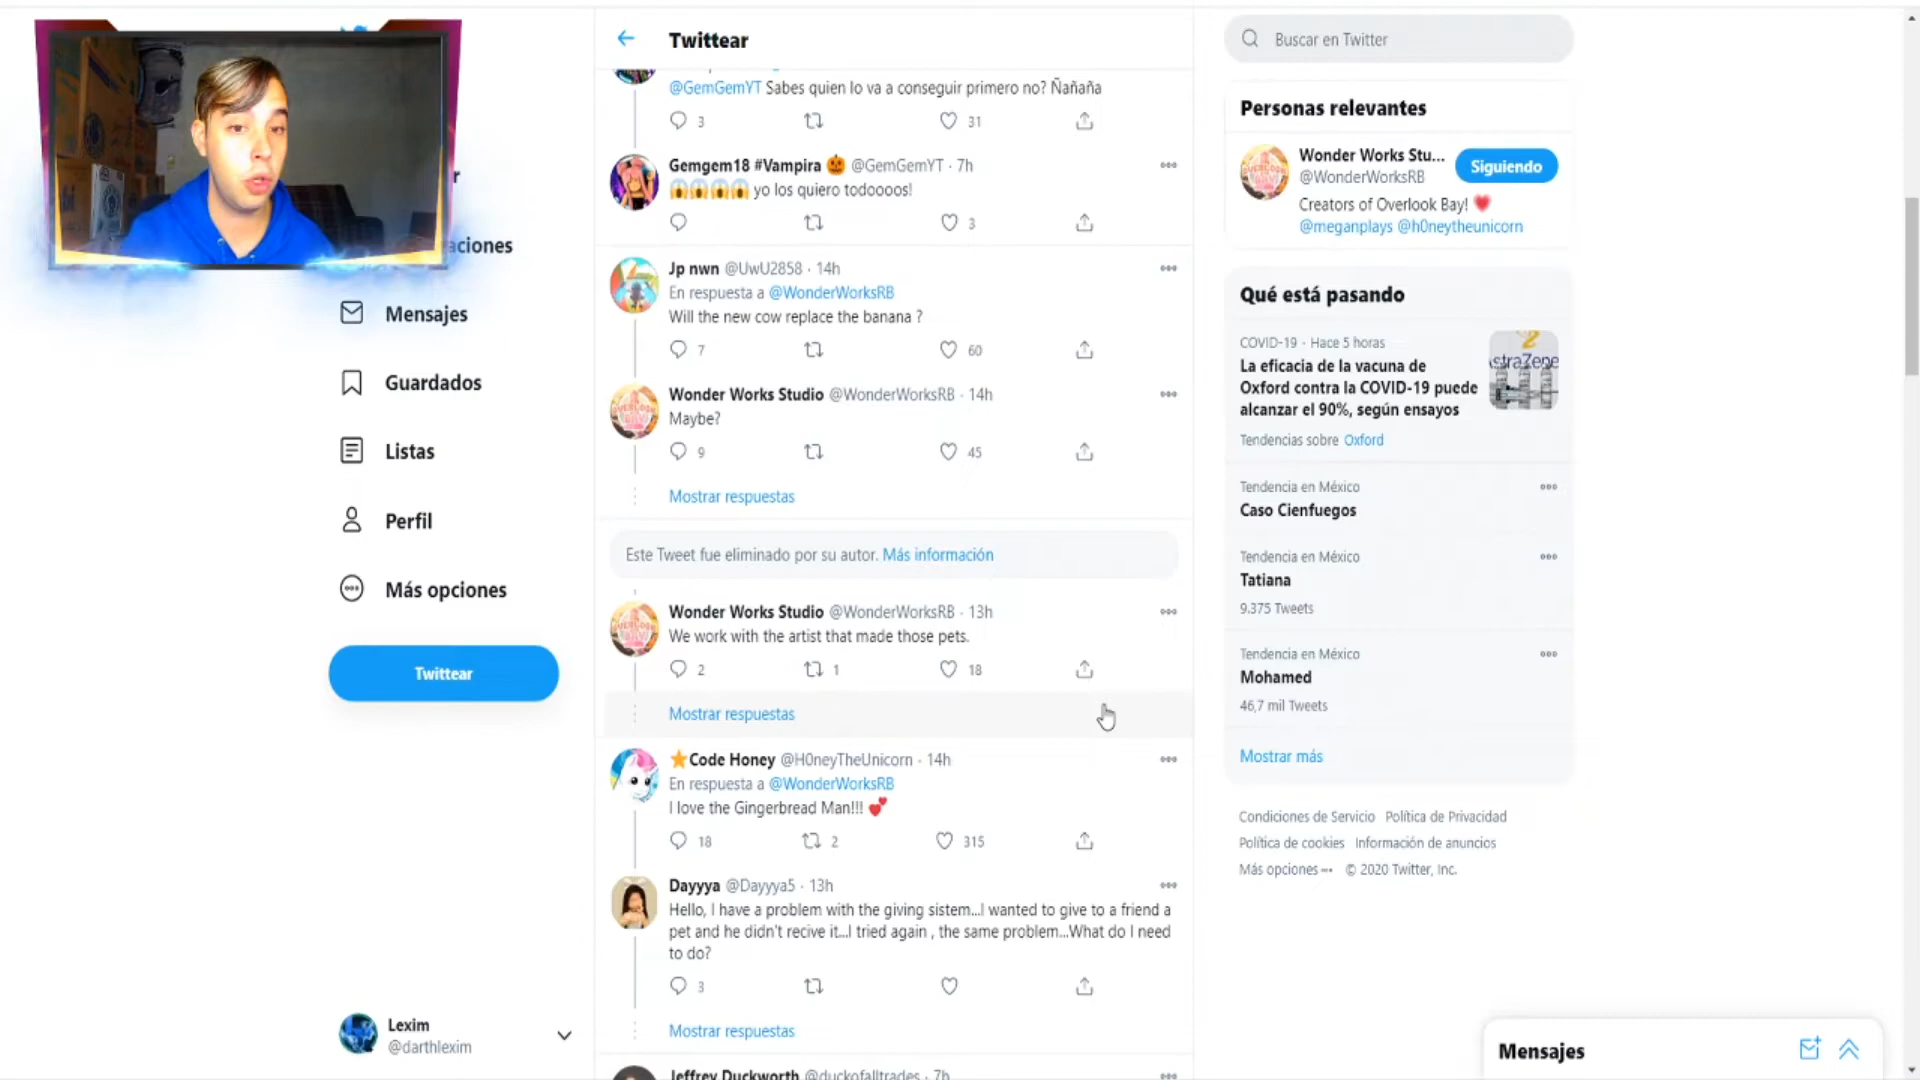 Twittear
Buscar en Twitter
@GemGemYT Sabes quien lo va a conseguir primero no? Ñañaña
3
31
Gemgem18 #Vampira 🎃 @GemGemYT · 7h
😱😱😱😱 yo los quiero todoooos!
3
Jp nwn @UwU2858 · 14h
En respuesta a @WonderWorksRB
Will the new cow replace the banana ?
7
60
Wonder Works Studio @WonderWorksRB · 14h
Maybe?
9
45
Mostrar respuestas
Este Tweet fue eliminado por su autor. Más información
Wonder Works Studio @WonderWorksRB · 13h
We work with the artist that made those pets.
2
1
18
Mostrar respuestas
⭐Code Honey @H0neyTheUnicorn · 14h
En respuesta a @WonderWorksRB
I love the Gingerbread Man!!! 💕
18
2
315
Dayyya @Dayyya5 · 13h
Hello, I have a problem with the giving sistem...I wanted to give to a friend a
pet and he didn't recive it...I tried again , the same problem...What do I need
to do?
3
Mostrar respuestas
Jeffrey Duckworth @duckofalltrades · 7h
aciones
Mensajes
Guardados
Listas
Perfil
Más opciones
Twittear
Lexim
@darthlexim
Personas relevantes
Wonder Works Stu...
@WonderWorksRB
Siguiendo
Creators of Overlook Bay! ❤️
@meganplays @h0neytheunicorn
Qué está pasando
COVID-19 · Hace 5 horas
La eficacia de la vacuna de
Oxford contra la COVID-19 puede
alcanzar el 90%, según ensayos
Tendencias sobre Oxford
Tendencia en México
Caso Cienfuegos
Tendencia en México
Tatiana
9.375 Tweets
Tendencia en México
Mohamed
46,7 mil Tweets
Mostrar más
Condiciones de Servicio Política de Privacidad
Política de cookies Información de anuncios
Más opciones ••• © 2020 Twitter, Inc.
Mensajes